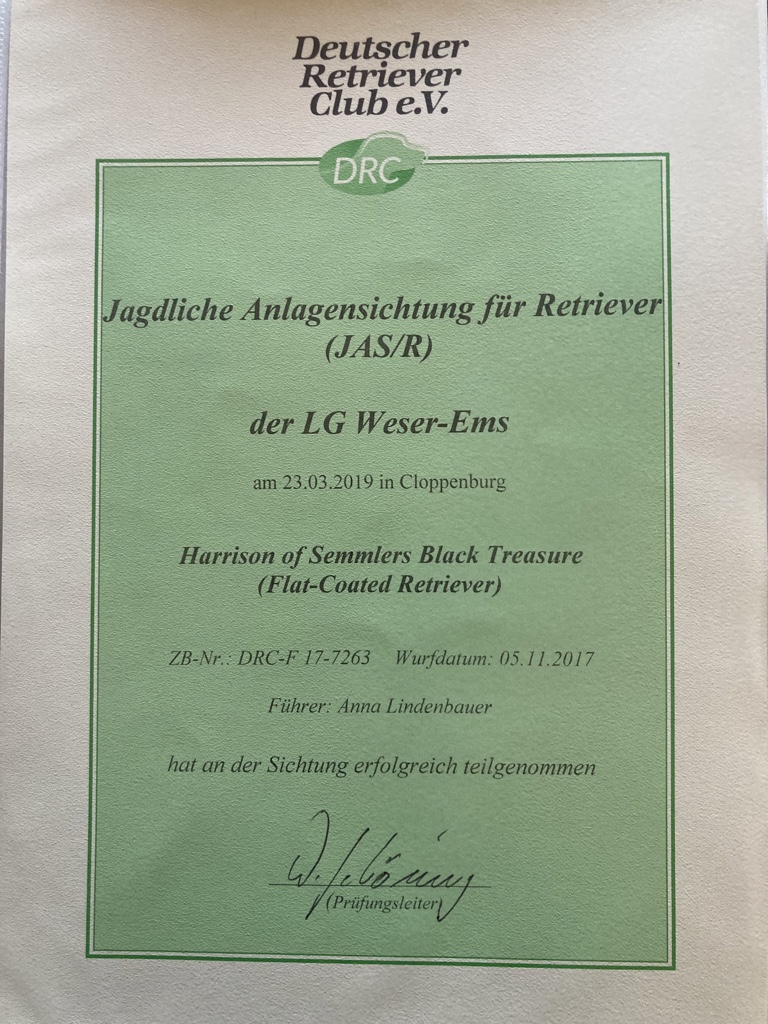 Deutscher
Retriever
Club e.V.
DRC
Jagdliche Anlagensichtung für Retriever
(JAS/R)
der LG Weser-Ems
am 23.03.2019 in Cloppenburg
Harrison of Semmlers Black Treasure
(Flat-Coated Retriever)
ZB-Nr.: DRC-F 17-7263 Wurfdatum: 05.11.2017
Führer: Anna Lindenbauer
hat an der Sichtung erfolgreich teilgenommen
(Prüfungsleiter)